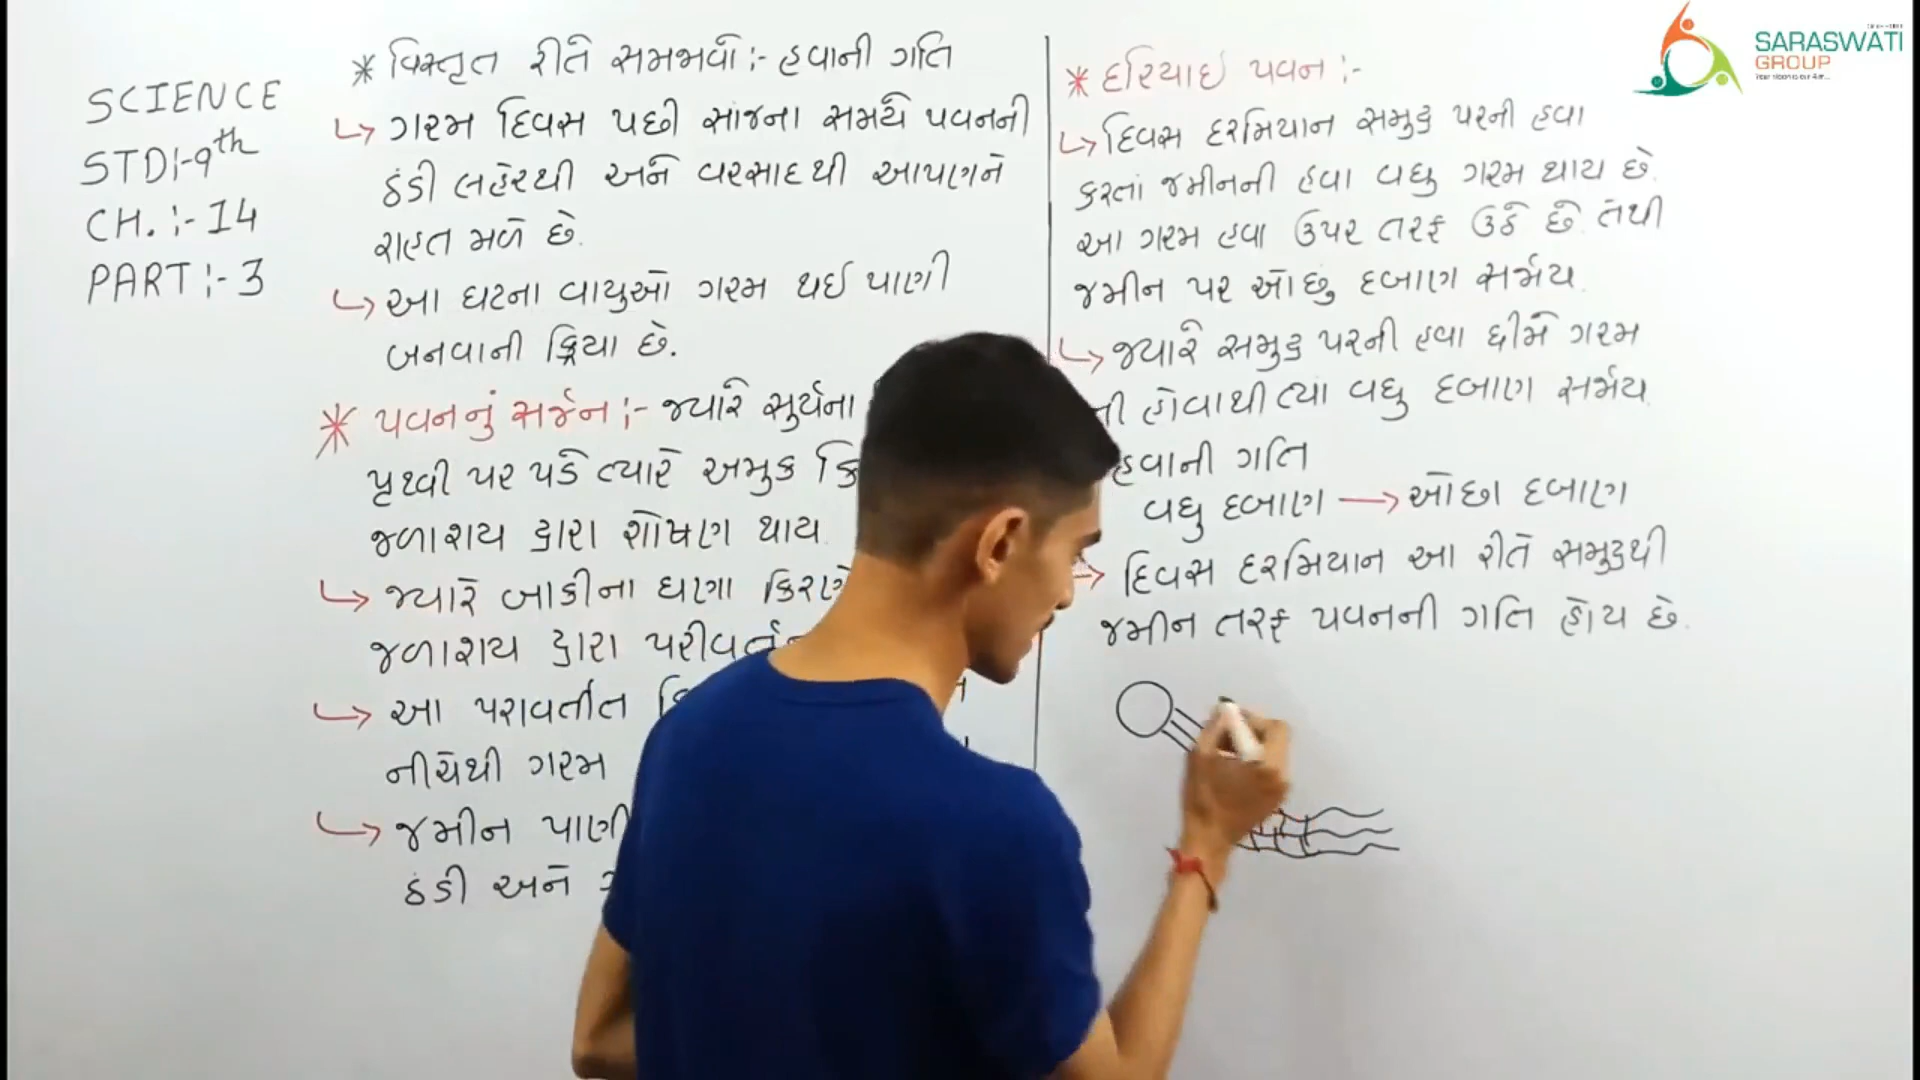 SCIENCE
STD:-9th
CH. :- 14
PART :- 3
* વિસ્તૃત રીતે સમજાવો :- હવાની ગતિ
↳ ગરમ દિવસ પછી સાંજના સમયે પવનની
ઠંડી લહેરથી અને વરસાદથી આપણને
રાહત મળે છે.
↳ આ ઘટના વાયુઓ ગરમ થઈ પાણી
બનવાની ક્રિયા છે.
* પવનનું સર્જન :- જ્યારે સુર્યના
પૃથ્વી પર પડે ત્યારે અમુક કિ
જળાશય દ્વારા શોષણ થાય.
↳ જ્યારે બાકીના ઘણા કિરણો
જળાશય દ્વારા પરીવર્તન
↳ આ પરાવર્તીત કિ
નીચેથી ગરમ
↳ જમીન પાણી
ઠંડી અને ગ
* દરિયાઈ પવન :-
↳ દિવસ દરમિયાન સમુદ્ર પરની હવા
કરતાં જમીનની હવા વધુ ગરમ થાય છે.
આ ગરમ હવા ઉપર તરફ ઉઠે છે. તેથી
જમીન પર ઓછું દબાણ સર્જાય.
↳ જ્યારે સમુદ્ર પરની હવા ધીમે ગરમ
ની હોવાથી ત્યાં વધુ દબાણ સર્જાય.
હવાની ગતિ
વધુ દબાણ → ઓછા દબાણ
→ દિવસ દરમિયાન આ રીતે સમુદ્રથી
જમીન તરફ પવનની ગતિ હોય છે.
SARASWATI
GROUP